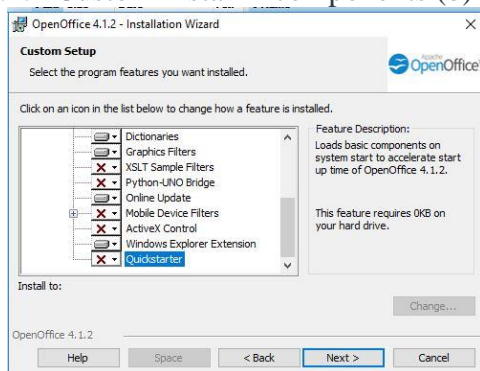 OpenOffice 4.1.2 - Installation Wizard
Custom Setup
Select the program features you want installed.
Apache
OpenOffice
Click on an icon in the list below to change how a feature is installed.
Dictionaries
Graphics Filters
XSLT Sample Filters
Python-UNO Bridge
Online Update
Mobile Device Filters
ActiveX Control
Windows Explorer Extension
Quickstarter
Feature Description:
Loads basic components on
system start to accelerate start
up time of OpenOffice 4.1.2.
This feature requires 0KB on
your hard drive.
Install to:
Change...
OpenOffice 4.1.2
Help
Space
< Back
Next >
Cancel